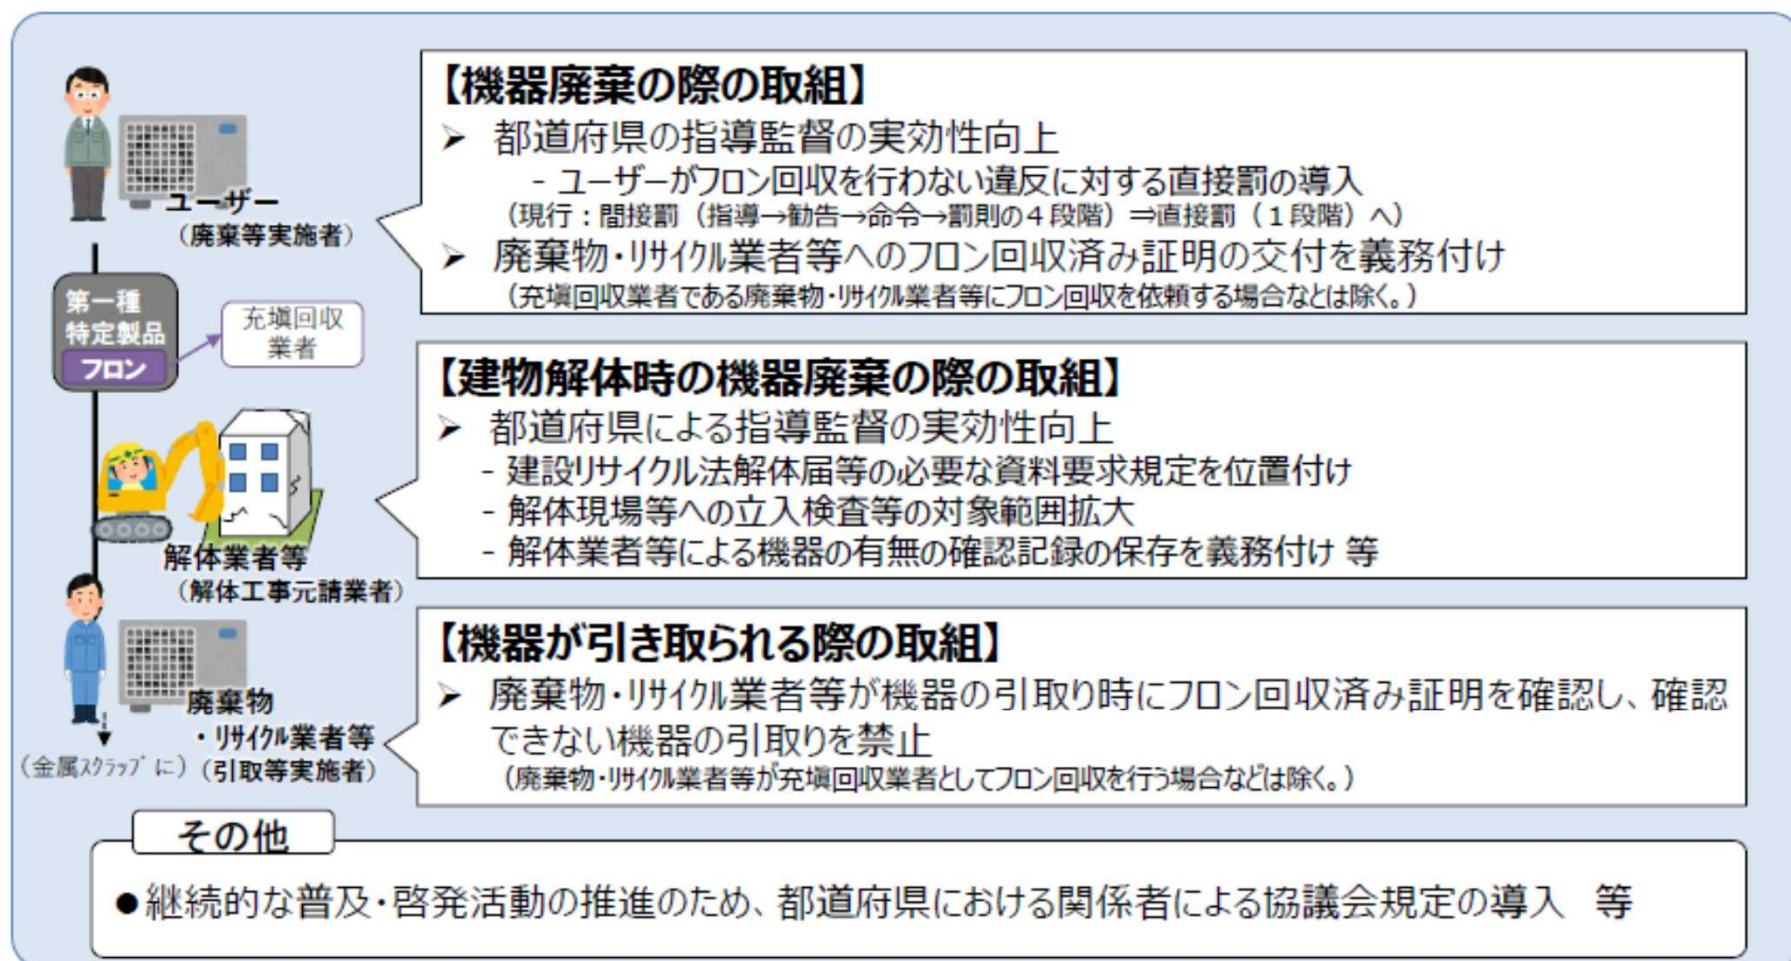 【機器廃棄の際の取組】
➢ 都道府県の指導監督の実効性向上
- ユーザーがフロン回収を行わない違反に対する直接罰の導入
（現行：間接罰（指導→勧告→命令→罰則の４段階）⇒直接罰（１段階）へ）
➢ 廃棄物・リサイクル業者等へのフロン回収済み証明の交付を義務付け
（充塡回収業者である廃棄物・リサイクル業者等にフロン回収を依頼する場合などは除く。）
ユーザー
（廃棄等実施者）
第一種
特定製品
フロン
充塡回収
業者
【建物解体時の機器廃棄の際の取組】
➢ 都道府県による指導監督の実効性向上
- 建設リサイクル法解体届等の必要な資料要求規定を位置付け
- 解体現場等への立入検査等の対象範囲拡大
- 解体業者等による機器の有無の確認記録の保存を義務付け 等
解体業者等
（解体工事元請業者）
【機器が引き取られる際の取組】
➢ 廃棄物・リサイクル業者等が機器の引取り時にフロン回収済み証明を確認し、確認
できない機器の引取りを禁止
（廃棄物・リサイクル業者等が充塡回収業者としてフロン回収を行う場合などは除く。）
廃棄物
・リサイクル業者等
（引取等実施者）
（金属スクラップに）
その他
●継続的な普及・啓発活動の推進のため、都道府県における関係者による協議会規定の導入　等